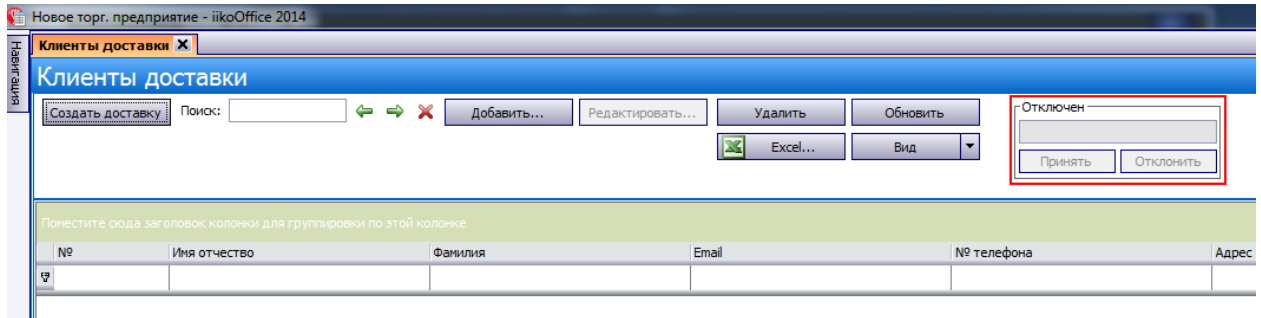 Новое торг. предприятие - iikoOffice 2014
Навигация
Клиенты доставки
Клиенты доставки
Создать доставку Поиск: Добавить... Редактировать... Удалить Обновить
Excel... Вид
Отключен
Принять Отклонить
Поместите сюда заголовок колонки для группировки по этой колонке
№ Имя отчество Фамилия Email № телефона Адрес